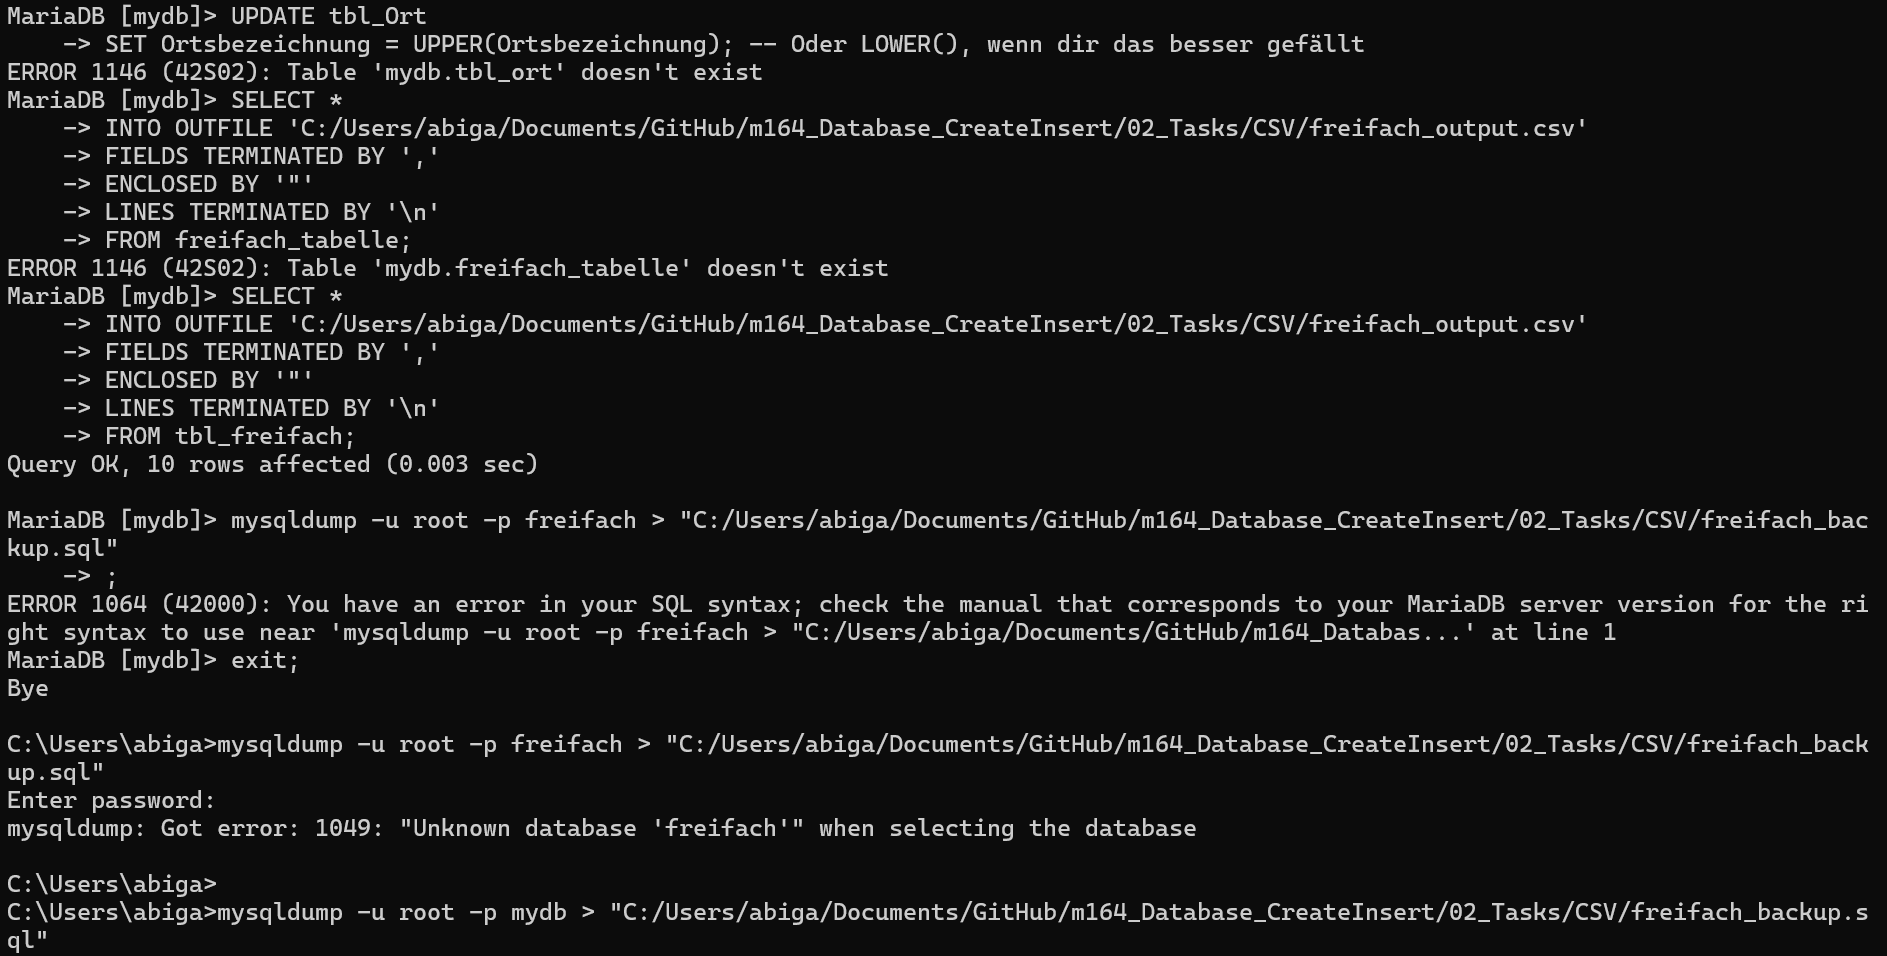 MariaDB [mydb]> UPDATE tbl_Ort
    -> SET Ortsbezeichnung = UPPER(Ortsbezeichnung); -- Oder LOWER(), wenn dir das besser gefällt
ERROR 1146 (42S02): Table 'mydb.tbl_ort' doesn't exist
MariaDB [mydb]> SELECT *
    -> INTO OUTFILE 'C:/Users/abiga/Documents/GitHub/m164_Database_CreateInsert/02_Tasks/CSV/freifach_output.csv'
    -> FIELDS TERMINATED BY ','
    -> ENCLOSED BY '"'
    -> LINES TERMINATED BY '\n'
    -> FROM freifach_tabelle;
ERROR 1146 (42S02): Table 'mydb.freifach_tabelle' doesn't exist
MariaDB [mydb]> SELECT *
    -> INTO OUTFILE 'C:/Users/abiga/Documents/GitHub/m164_Database_CreateInsert/02_Tasks/CSV/freifach_output.csv'
    -> FIELDS TERMINATED BY ','
    -> ENCLOSED BY '"'
    -> LINES TERMINATED BY '\n'
    -> FROM tbl_freifach;
Query OK, 10 rows affected (0.003 sec)

MariaDB [mydb]> mysqldump -u root -p freifach > "C:/Users/abiga/Documents/GitHub/m164_Database_CreateInsert/02_Tasks/CSV/freifach_bac
kup.sql"
    -> ;
ERROR 1064 (42000): You have an error in your SQL syntax; check the manual that corresponds to your MariaDB server version for the ri
ght syntax to use near 'mysqldump -u root -p freifach > "C:/Users/abiga/Documents/GitHub/m164_Databas...' at line 1
MariaDB [mydb]> exit;
Bye

C:\Users\abiga>mysqldump -u root -p freifach > "C:/Users/abiga/Documents/GitHub/m164_Database_CreateInsert/02_Tasks/CSV/freifach_back
up.sql"
Enter password:
mysqldump: Got error: 1049: "Unknown database 'freifach'" when selecting the database

C:\Users\abiga>
C:\Users\abiga>mysqldump -u root -p mydb > "C:/Users/abiga/Documents/GitHub/m164_Database_CreateInsert/02_Tasks/CSV/freifach_backup.s
ql"